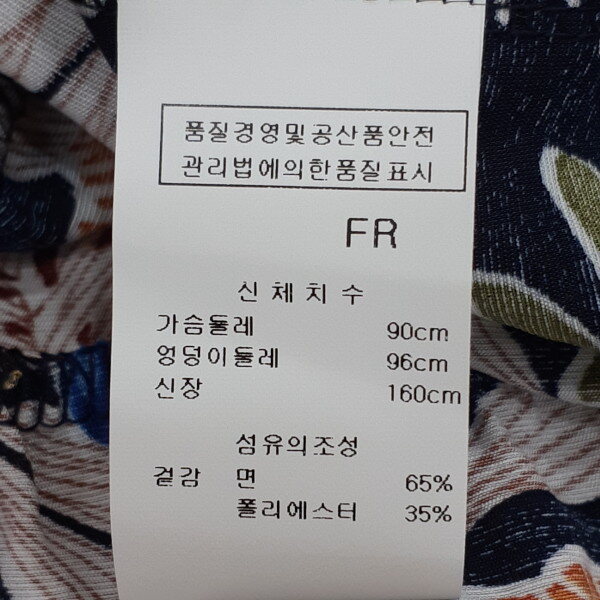 품질경영및공산품안전
관리법에의한품질표시
FR
신체치수
가슴둘레 90cm
엉덩이둘레 96cm
신장 160cm
섬유의조성
겉감 면 65%
폴리에스터 35%